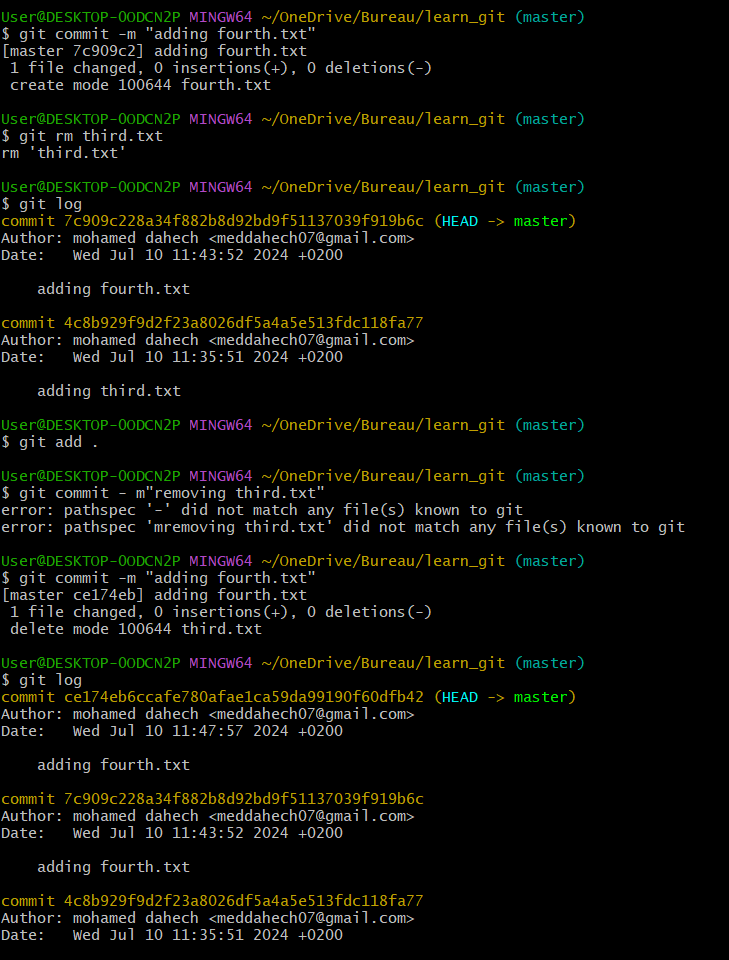 User@DESKTOP-OODCN2P MINGW64 ~/OneDrive/Bureau/learn_git (master)
$ git commit -m "adding fourth.txt"
[master 7c909c2] adding fourth.txt
 1 file changed, 0 insertions(+), 0 deletions(-)
 create mode 100644 fourth.txt

User@DESKTOP-OODCN2P MINGW64 ~/OneDrive/Bureau/learn_git (master)
$ git rm third.txt
rm 'third.txt'

User@DESKTOP-OODCN2P MINGW64 ~/OneDrive/Bureau/learn_git (master)
$ git log
commit 7c909c228a34f882b8d92bd9f51137039f919b6c (HEAD -> master)
Author: mohamed dahech <meddahech07@gmail.com>
Date:   Wed Jul 10 11:43:52 2024 +0200

    adding fourth.txt

commit 4c8b929f9d2f23a8026df5a4a5e513fdc118fa77
Author: mohamed dahech <meddahech07@gmail.com>
Date:   Wed Jul 10 11:35:51 2024 +0200

    adding third.txt

User@DESKTOP-OODCN2P MINGW64 ~/OneDrive/Bureau/learn_git (master)
$ git add .

User@DESKTOP-OODCN2P MINGW64 ~/OneDrive/Bureau/learn_git (master)
$ git commit - m"removing third.txt"
error: pathspec '-' did not match any file(s) known to git
error: pathspec 'mremoving third.txt' did not match any file(s) known to git

User@DESKTOP-OODCN2P MINGW64 ~/OneDrive/Bureau/learn_git (master)
$ git commit -m "adding fourth.txt"
[master ce174eb] adding fourth.txt
 1 file changed, 0 insertions(+), 0 deletions(-)
 delete mode 100644 third.txt

User@DESKTOP-OODCN2P MINGW64 ~/OneDrive/Bureau/learn_git (master)
$ git log
commit ce174eb6ccafe780afae1ca59da99190f60dfb42 (HEAD -> master)
Author: mohamed dahech <meddahech07@gmail.com>
Date:   Wed Jul 10 11:47:57 2024 +0200

    adding fourth.txt

commit 7c909c228a34f882b8d92bd9f51137039f919b6c
Author: mohamed dahech <meddahech07@gmail.com>
Date:   Wed Jul 10 11:43:52 2024 +0200

    adding fourth.txt

commit 4c8b929f9d2f23a8026df5a4a5e513fdc118fa77
Author: mohamed dahech <meddahech07@gmail.com>
Date:   Wed Jul 10 11:35:51 2024 +0200